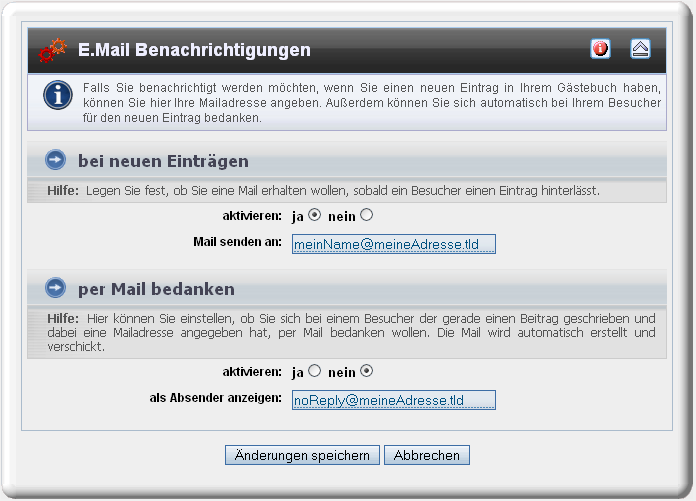 E.Mail Benachrichtigungen
Falls Sie benachrichtigt werden möchten, wenn Sie einen neuen Eintrag in Ihrem Gästebuch haben,
können Sie hier Ihre Mailadresse angeben. Außerdem können Sie sich automatisch bei Ihrem Besucher
für den neuen Eintrag bedanken.
bei neuen Einträgen
Hilfe: Legen Sie fest, ob Sie eine Mail erhalten wollen, sobald ein Besucher einen Eintrag hinterlässt.
aktivieren: ja nein
Mail senden an: meinName@meineAdresse.tld
per Mail bedanken
Hilfe: Hier können Sie einstellen, ob Sie sich bei einem Besucher der gerade einen Beitrag geschrieben und
dabei eine Mailadresse angegeben hat, per Mail bedanken wollen. Die Mail wird automatisch erstellt und
verschickt.
aktivieren: ja nein
als Absender anzeigen: noReply@meineAdresse.tld
Änderungen speichern Abbrechen